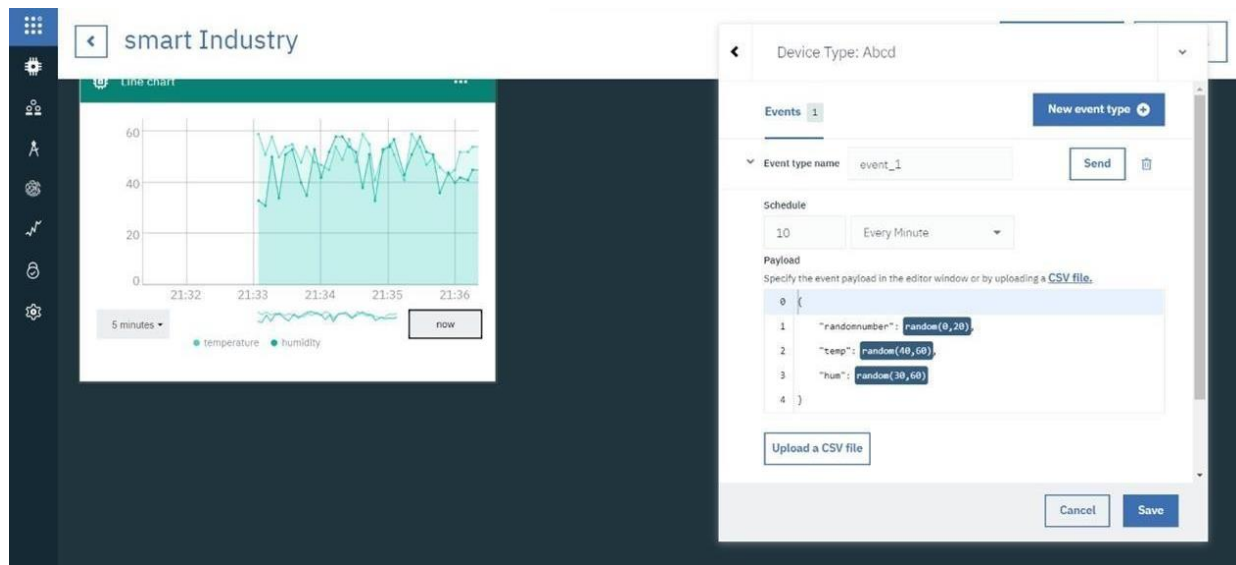 smart Industry
Line chart
60
40
20
0
21:32 21:33 21:34 21:35 21:36
5 minutes
now
temperature humidity
Device Type: Abcd
Events 1
New event type
Event type name event_1 Send
Schedule
10 Every Minute
Payload
Specify the event payload in the editor window or by uploading a CSV file.
0 {
1 "randomnumber": random(0,20),
2 "temp": random(40,60),
3 "hum": random(30,60)
4 }
Upload a CSV file
Cancel Save